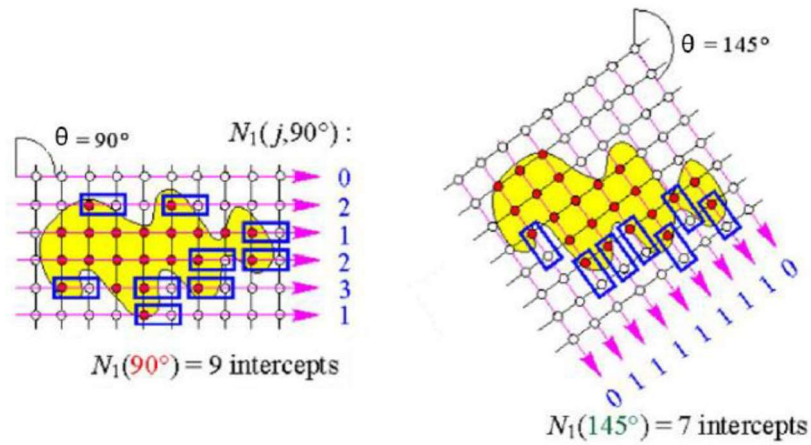 θ = 90°
N₁(j,90°) :
0
2
1
2
3
1
N₁(90°) = 9 intercepts
θ = 145°
0 1 1 1 1 1 1 1 1 0
N₁(145°) = 7 intercepts